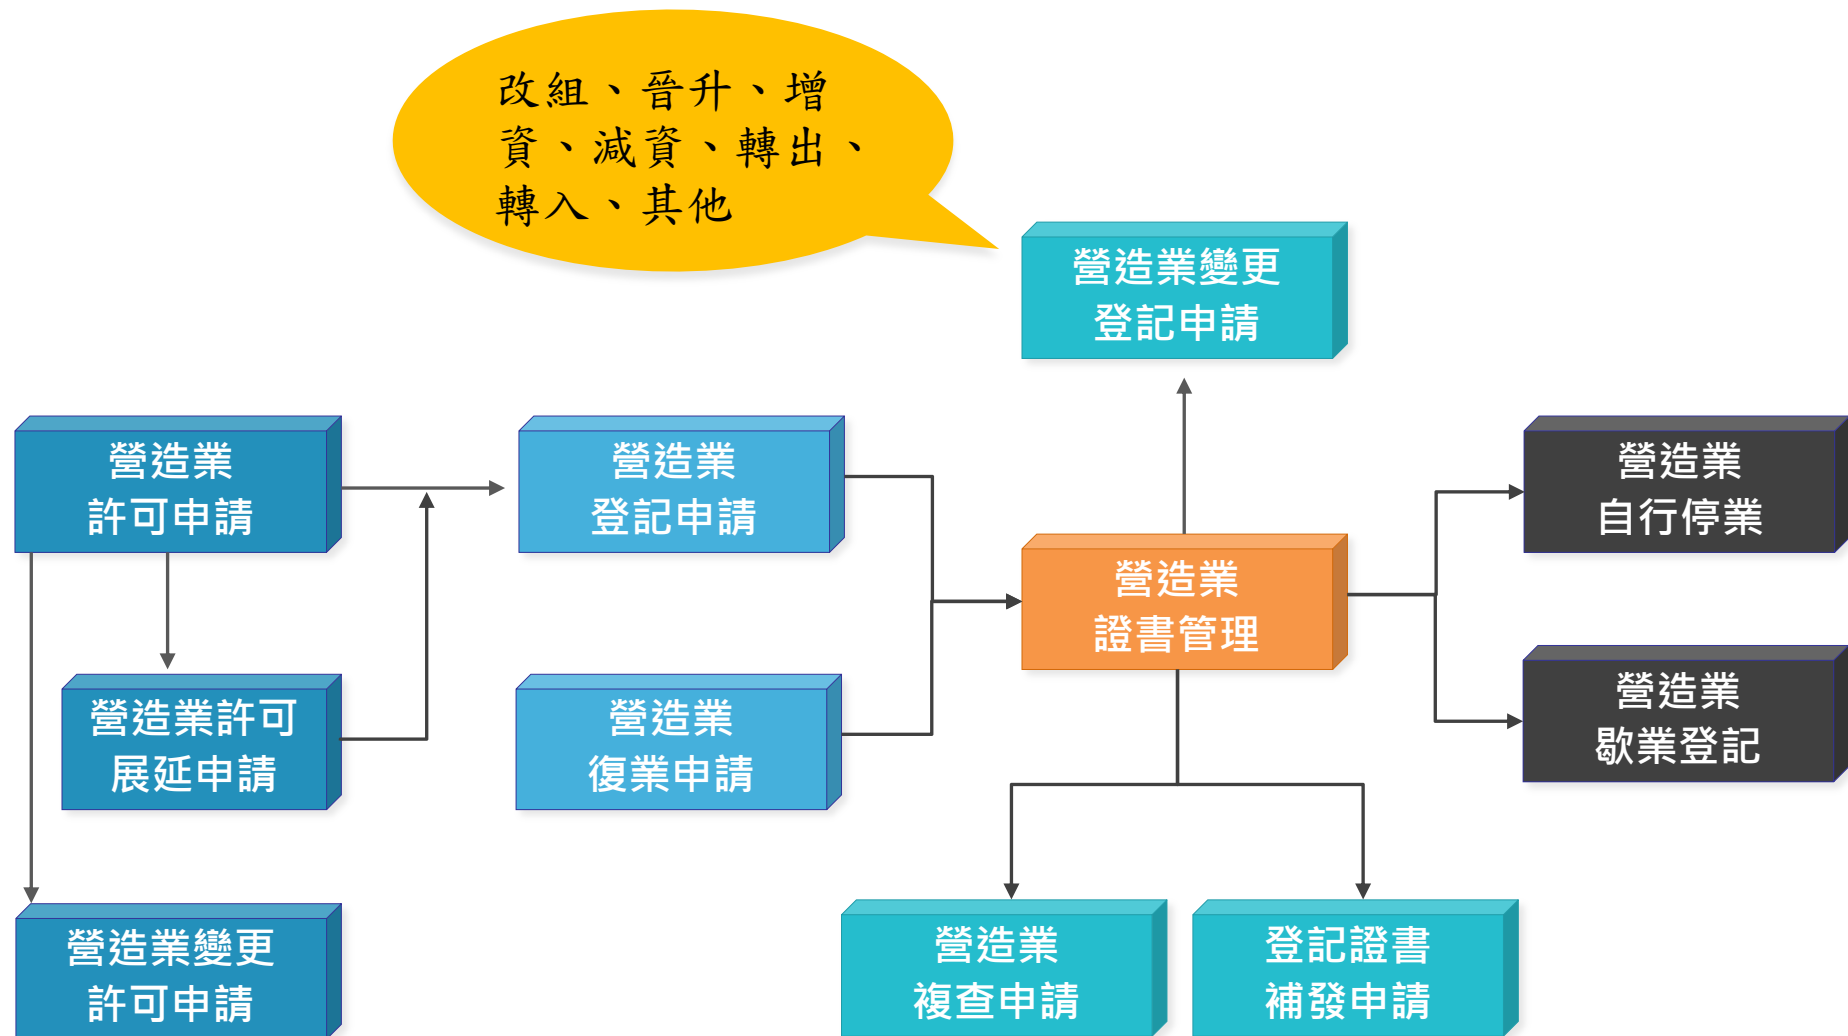 改組、晉升、增
資、減資、轉出、
轉入、其他
營造業變更
登記申請
營造業
許可申請
營造業
登記申請
營造業
自行停業
營造業
證書管理
營造業許可
展延申請
營造業
復業申請
營造業
歇業登記
營造業變更
許可申請
營造業
複查申請
登記證書
補發申請